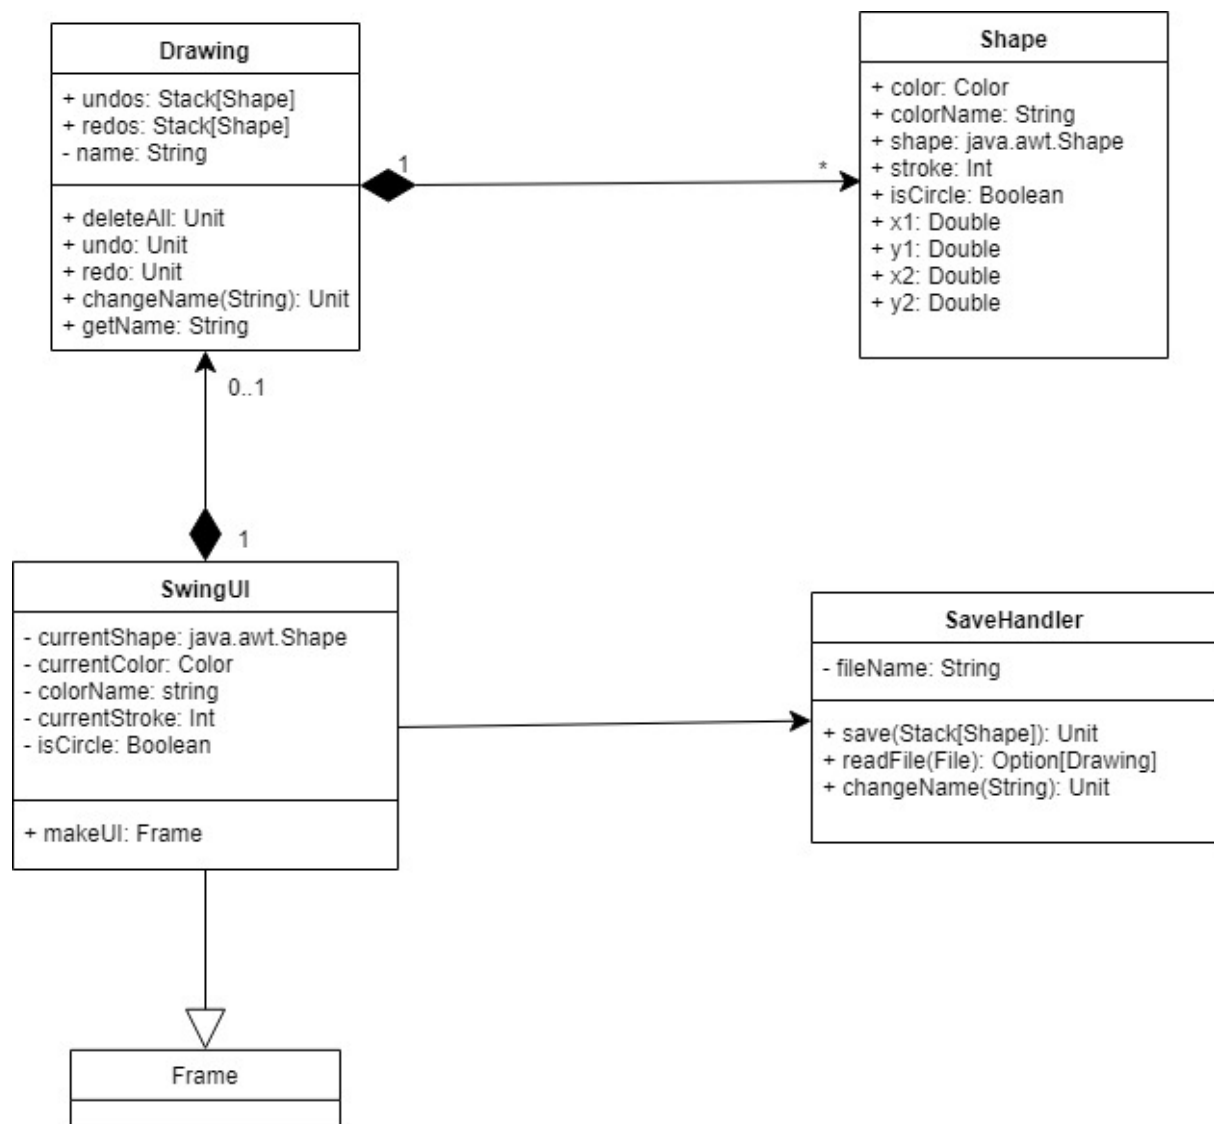 Drawing
+ undos: Stack[Shape]
+ redos: Stack[Shape]
- name: String
+ deleteAll: Unit
+ undo: Unit
+ redo: Unit
+ changeName(String): Unit
+ getName: String
1
*
Shape
+ color: Color
+ colorName: String
+ shape: java.awt.Shape
+ stroke: Int
+ isCircle: Boolean
+ x1: Double
+ y1: Double
+ x2: Double
+ y2: Double
0..1
1
SwingUI
- currentShape: java.awt.Shape
- currentColor: Color
- colorName: string
- currentStroke: Int
- isCircle: Boolean
+ makeUI: Frame
SaveHandler
- fileName: String
+ save(Stack[Shape]): Unit
+ readFile(File): Option[Drawing]
+ changeName(String): Unit
Frame